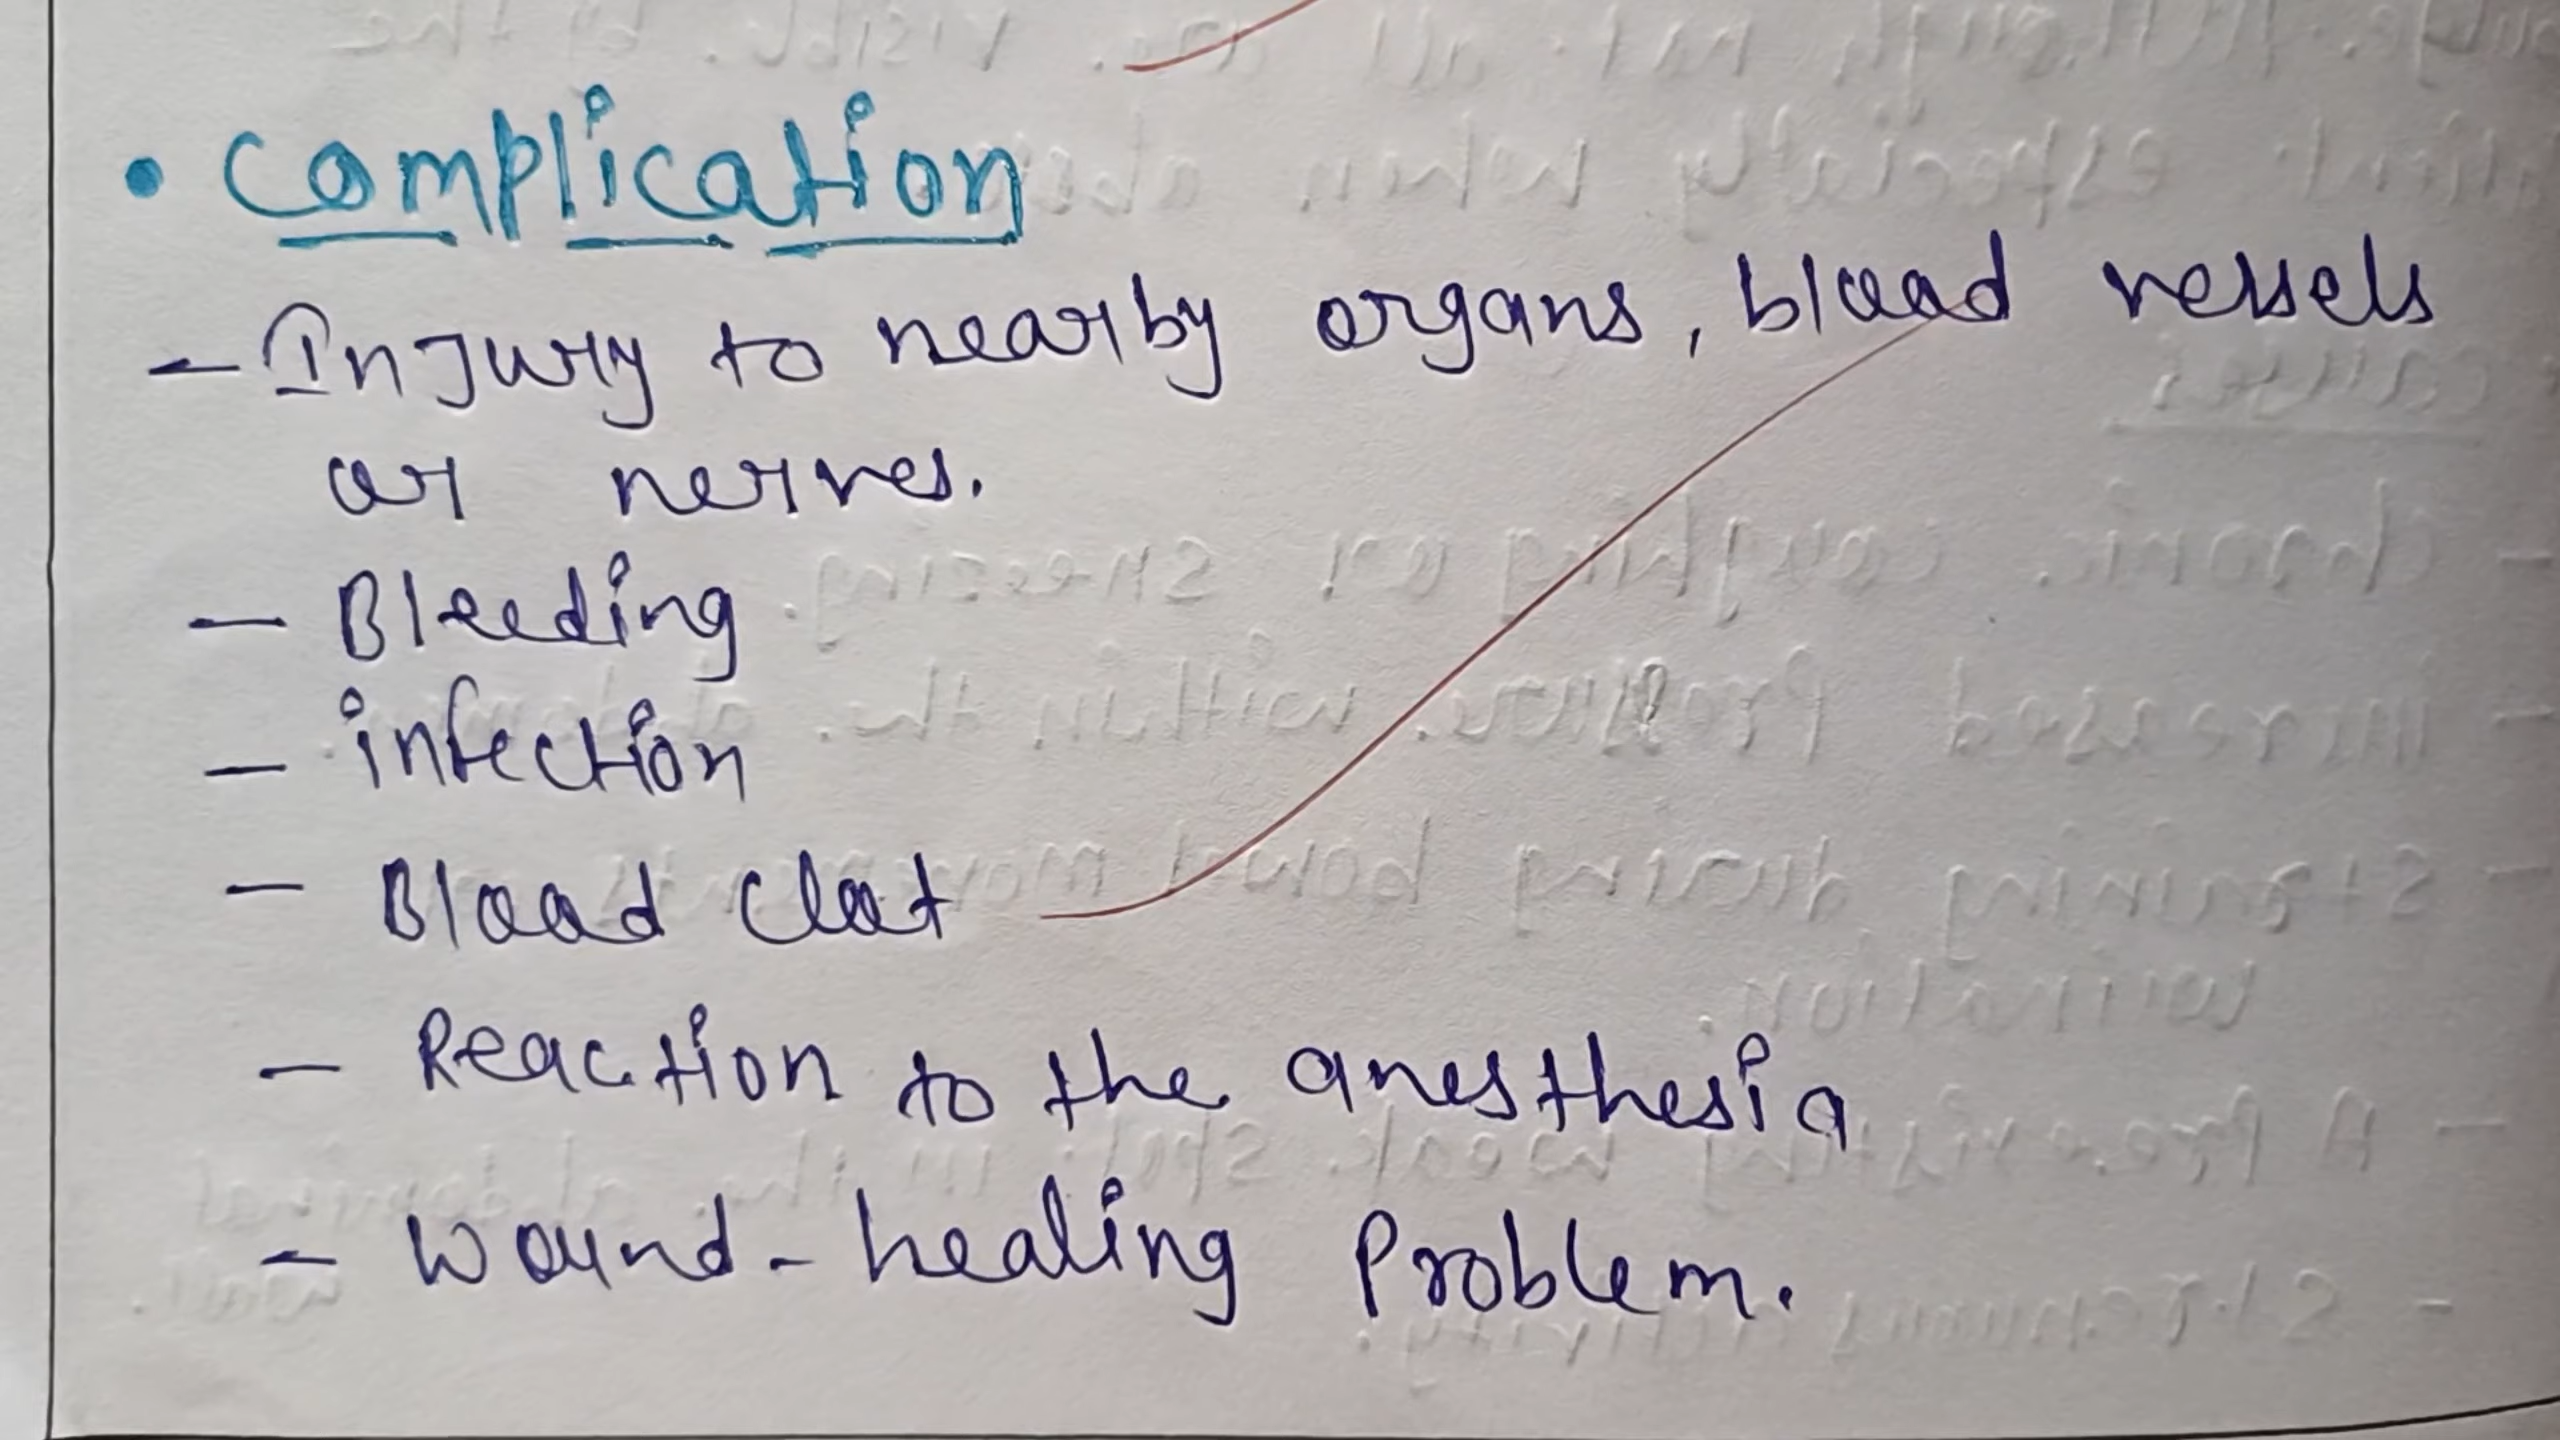 • Complication
- Injury to nearby organs, blood vessels
or nerves.
- Bleeding
- infection
- Blood clot
- Reaction to the anesthesia
- Wound-healing Problem.